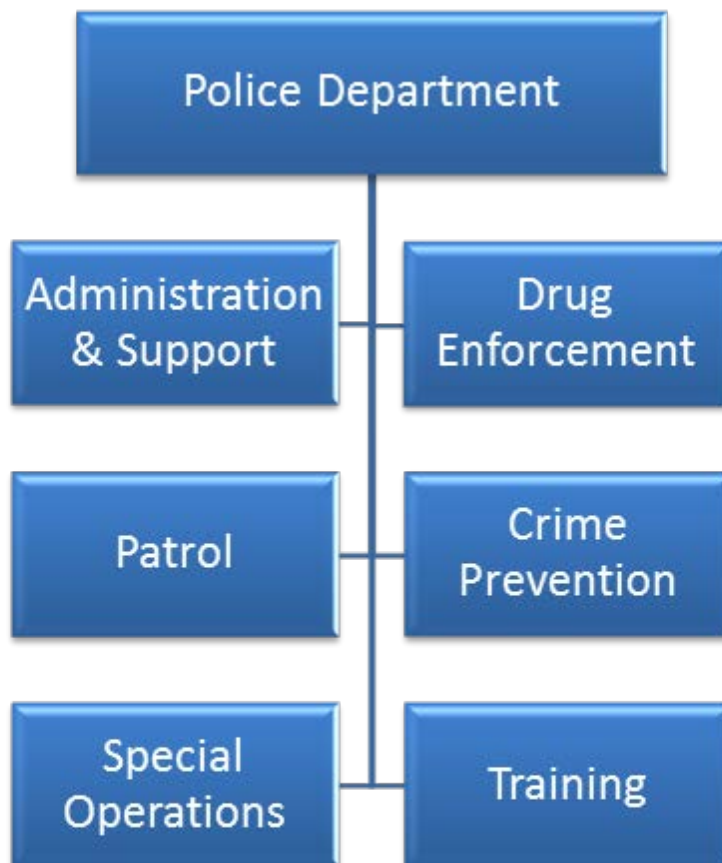 Police Department
Administration
& Support
Drug
Enforcement
Patrol
Crime
Prevention
Special
Operations
Training